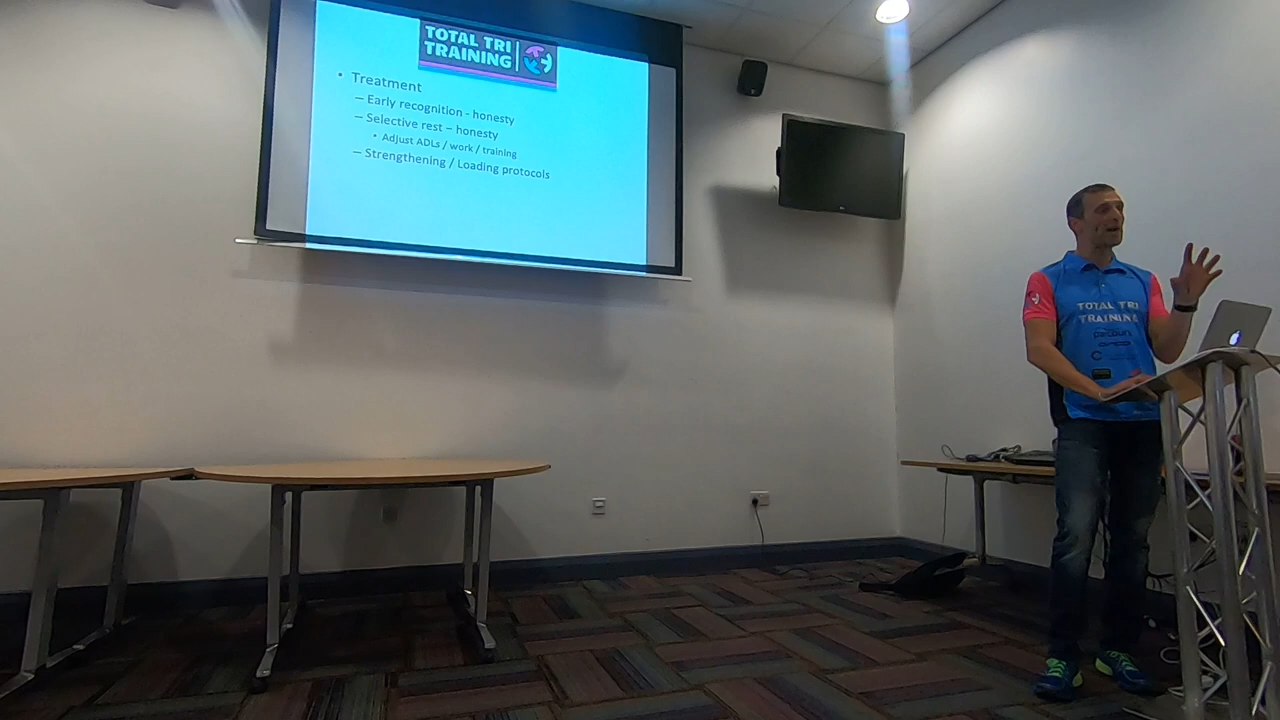 TOTAL TRI
TRAINING
• Treatment
– Early recognition - honesty
– Selective rest – honesty
• Adjust ADLs / work / training
– Strengthening / Loading protocols
TOTAL TRI
TRAINING